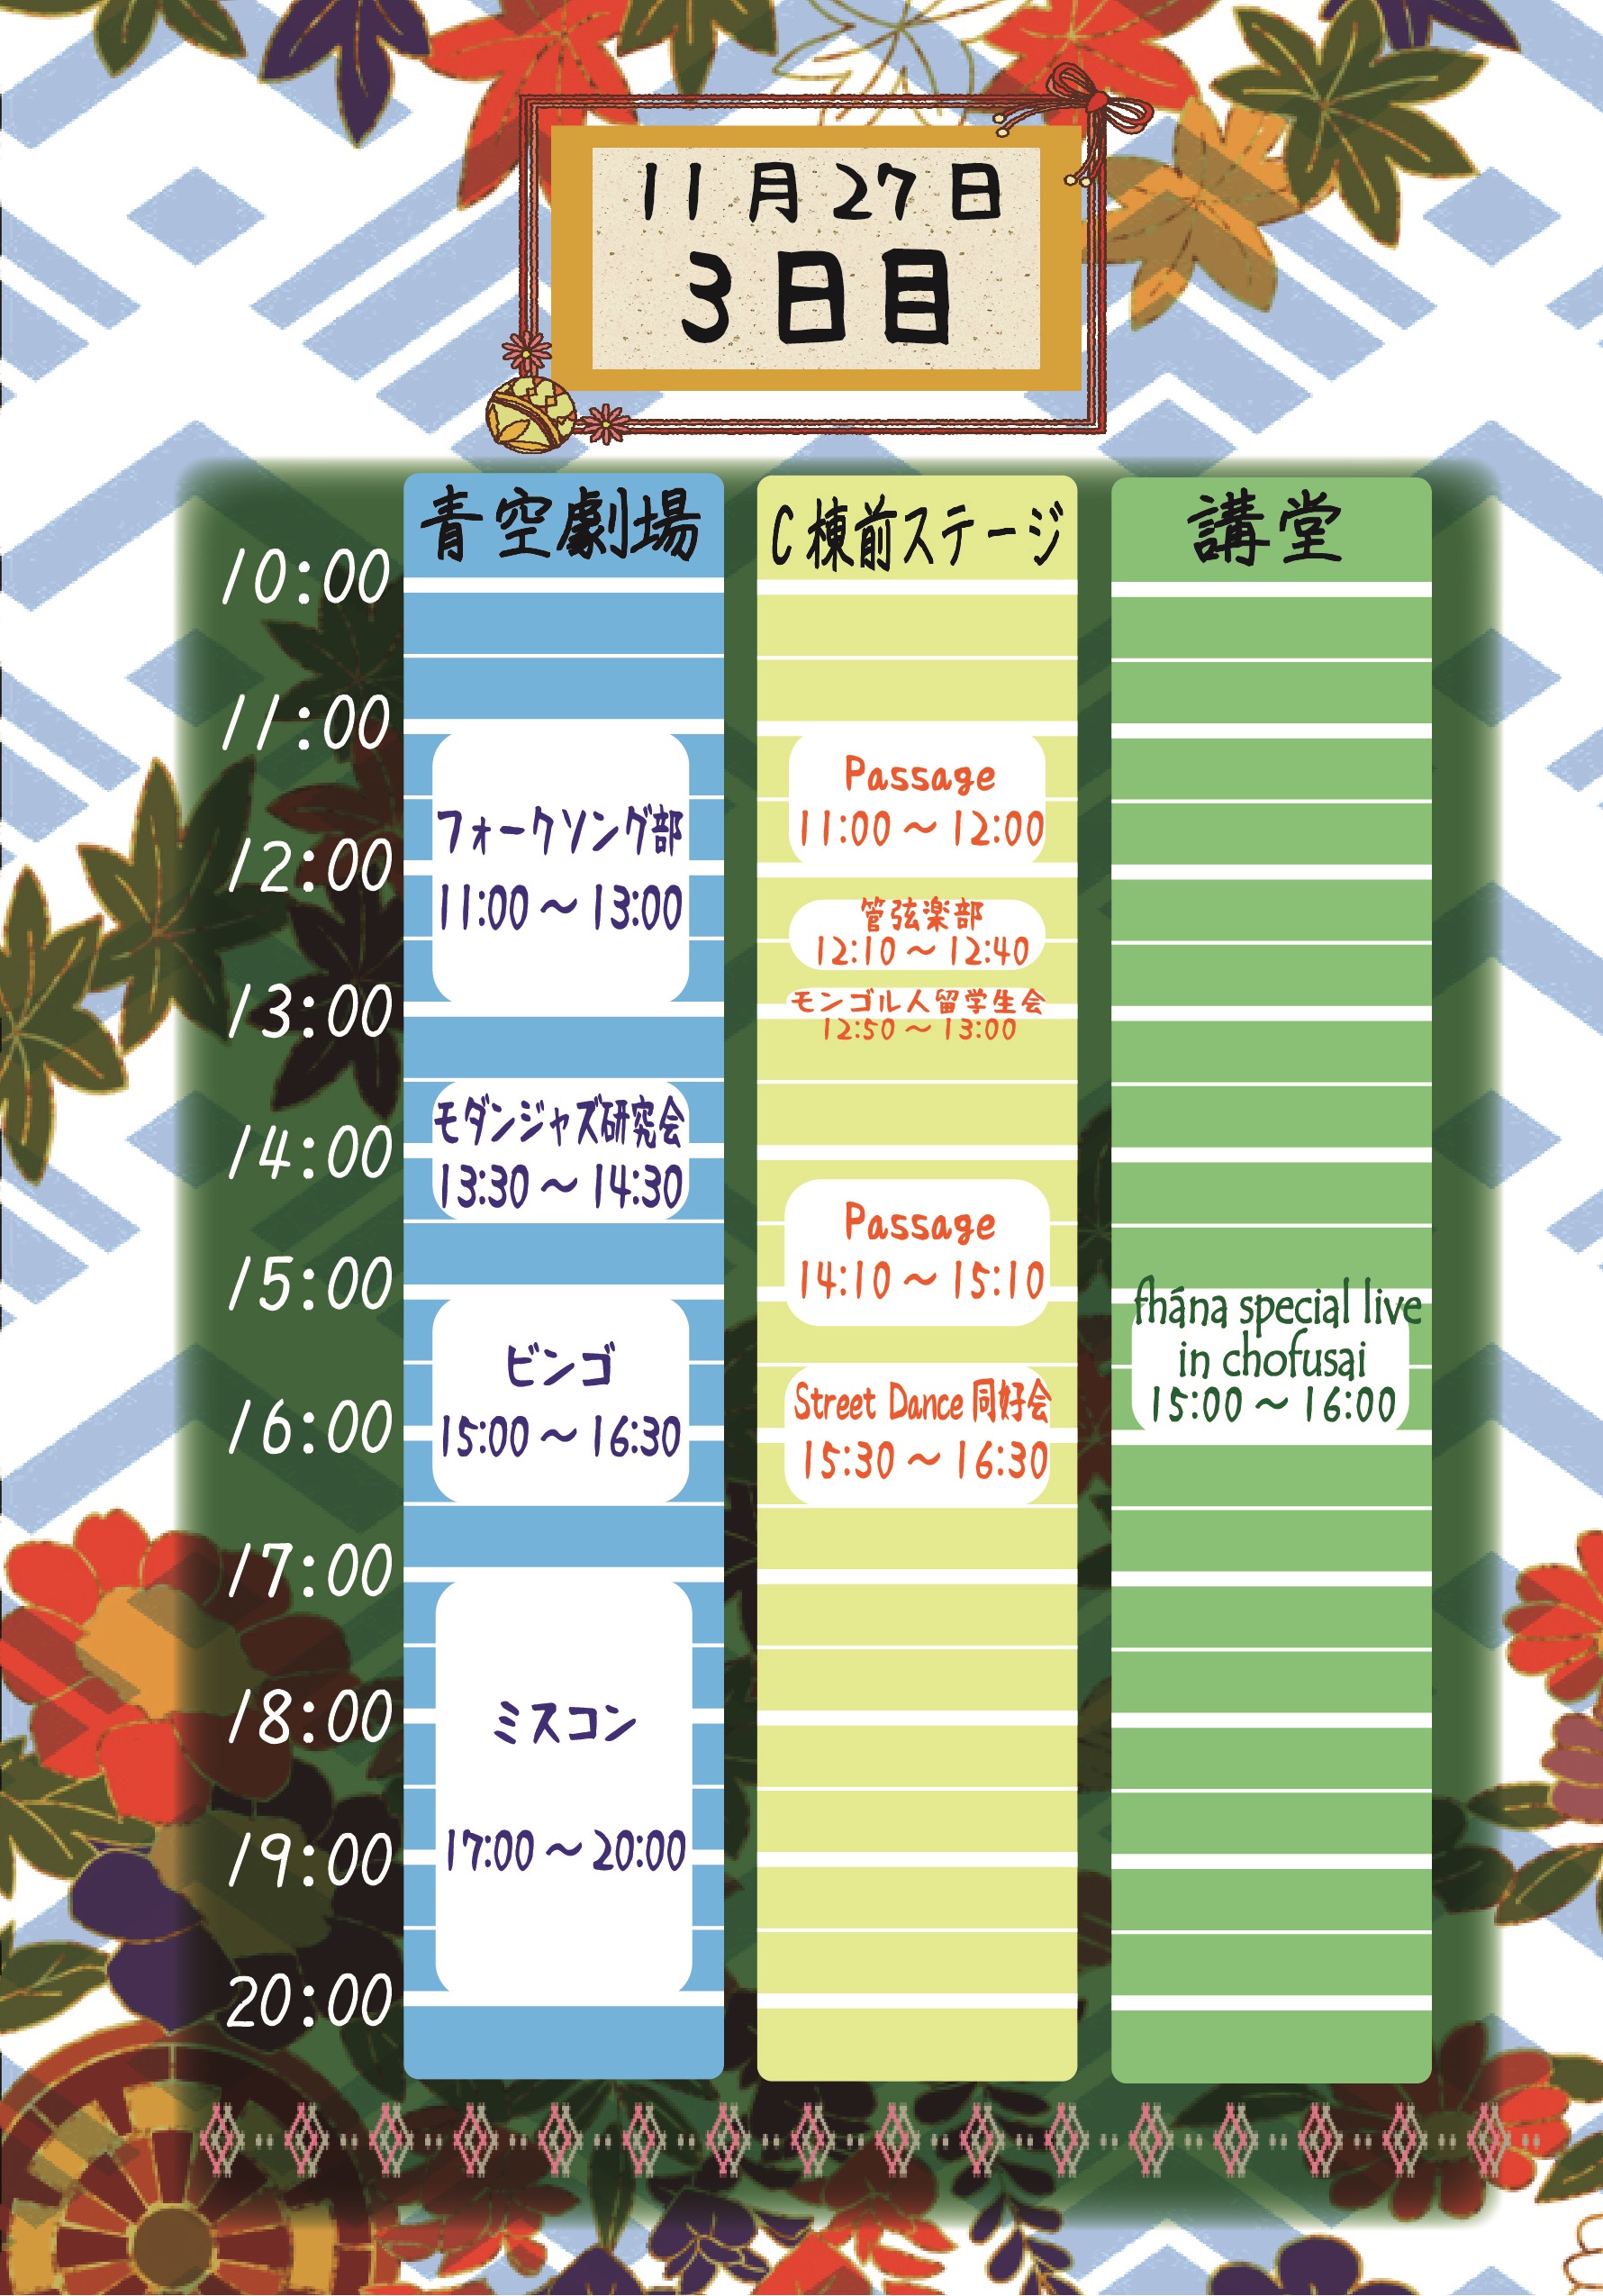 11月27日
3日目
青空劇場
C棟前ステージ
講堂
10:00
11:00
12:00
13:00
14:00
15:00
16:00
17:00
18:00
19:00
20:00
フォークソング部
11:00～13:00
モダンジャズ研究会
13:30～14:30
ビンゴ
15:00～16:30
ミスコン
17:00～20:00
Passage
11:00～12:00
管弦楽部
12:10～12:40
モンゴル人留学生会
12:50～13:00
Passage
14:10～15:10
Street Dance 同好会
15:30～16:30
fhána special live
in chofusai
15:00～16:00